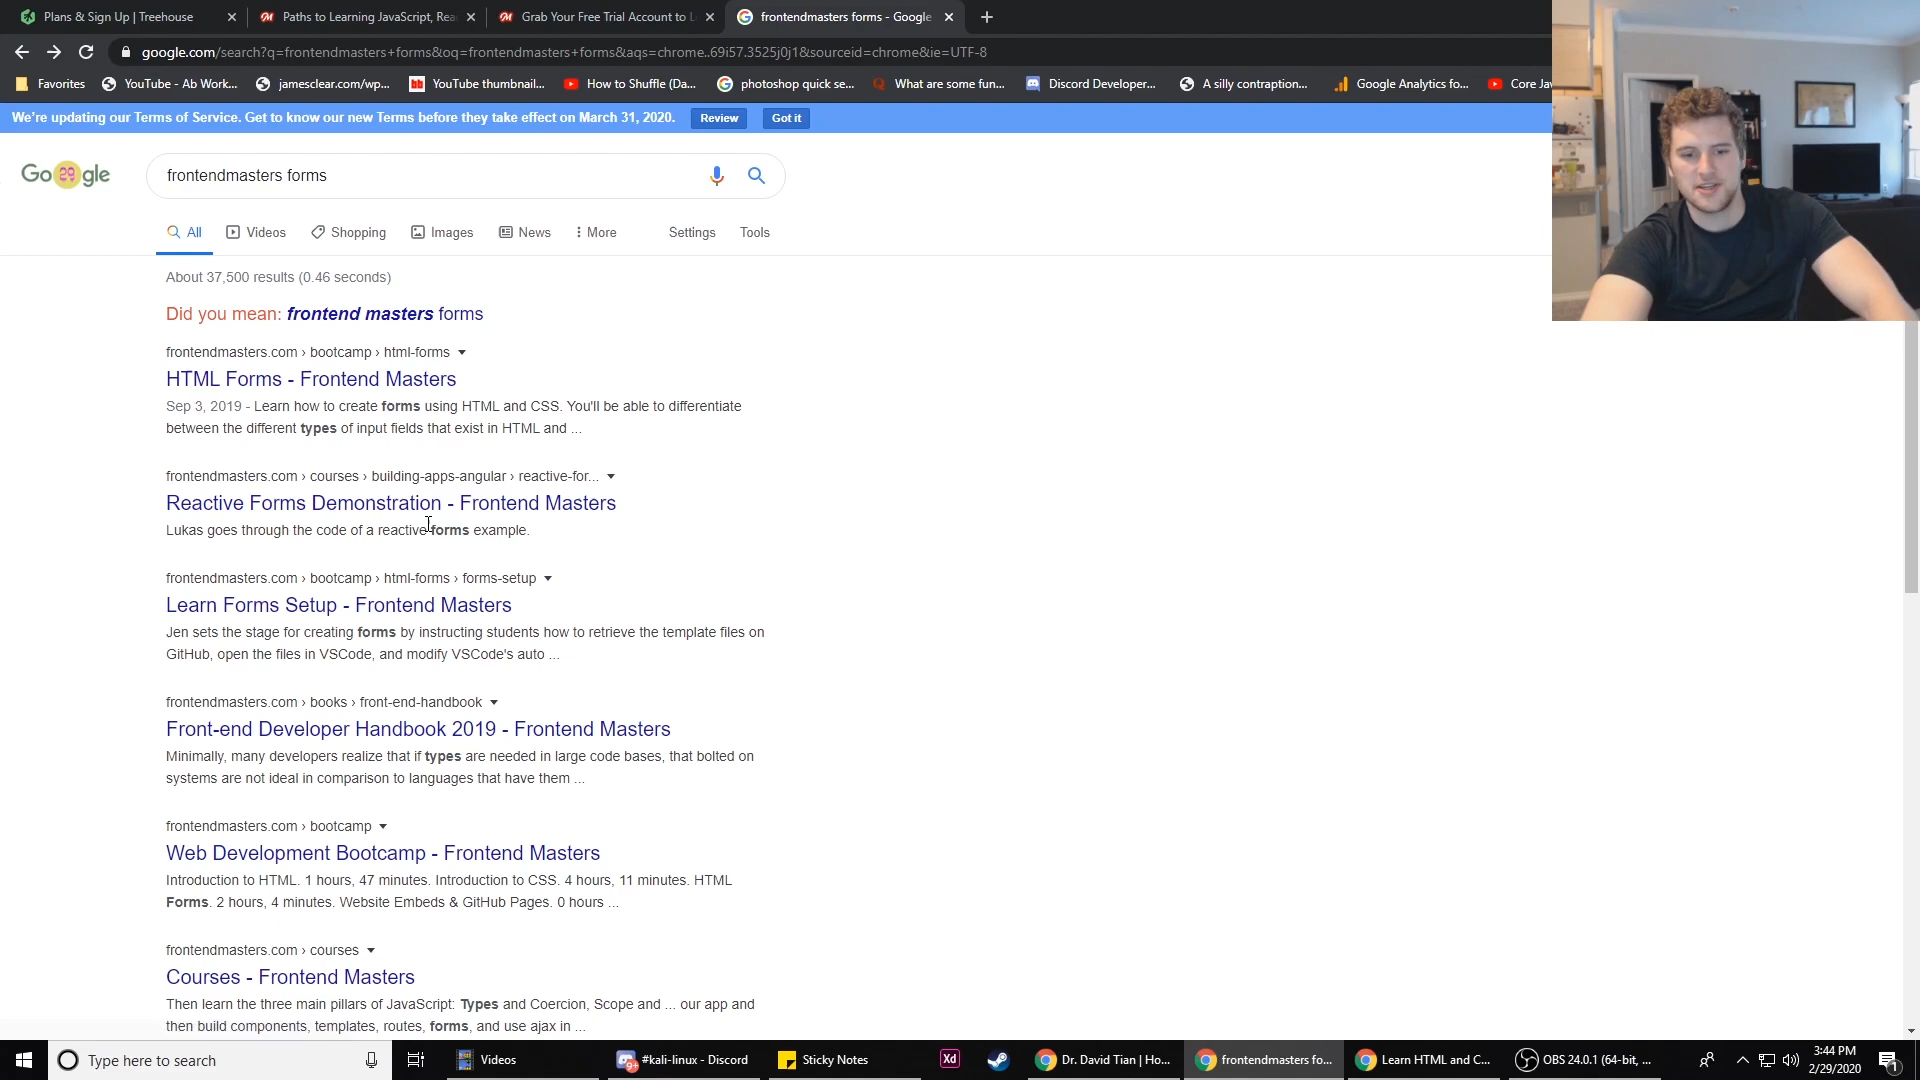 Plans & Sign Up | Treehouse
Paths to Learning JavaScript, Rea
Grab Your Free Trial Account to L
frontendmasters forms - Google
google.com/search?q=frontendmasters+forms&oq=frontendmasters+forms&aqs=chrome..69i57.3525j0j1&sourceid=chrome&ie=UTF-8
Favorites
YouTube - Ab Work...
jamesclear.com/wp...
YouTube thumbnail...
How to Shuffle (Da...
photoshop quick se...
What are some fun...
Discord Developer...
A silly contraption...
Google Analytics fo...
Core Ja
We're updating our Terms of Service. Get to know our new Terms before they take effect on March 31, 2020.
Review
Got it
Go29gle
frontendmasters forms
All
Videos
Shopping
Images
News
More
Settings
Tools
About 37,500 results (0.46 seconds)
Did you mean: frontend masters forms
frontendmasters.com › bootcamp › html-forms
HTML Forms - Frontend Masters
Sep 3, 2019 - Learn how to create forms using HTML and CSS. You'll be able to differentiate
between the different types of input fields that exist in HTML and ...
frontendmasters.com › courses › building-apps-angular › reactive-for...
Reactive Forms Demonstration - Frontend Masters
Lukas goes through the code of a reactive forms example.
frontendmasters.com › bootcamp › html-forms › forms-setup
Learn Forms Setup - Frontend Masters
Jen sets the stage for creating forms by instructing students how to retrieve the template files on
GitHub, open the files in VSCode, and modify VSCode's auto ...
frontendmasters.com › books › front-end-handbook
Front-end Developer Handbook 2019 - Frontend Masters
Minimally, many developers realize that if types are needed in large code bases, that bolted on
systems are not ideal in comparison to languages that have them ...
frontendmasters.com › bootcamp
Web Development Bootcamp - Frontend Masters
Introduction to HTML. 1 hours, 47 minutes. Introduction to CSS. 4 hours, 11 minutes. HTML
Forms. 2 hours, 4 minutes. Website Embeds & GitHub Pages. 0 hours ...
frontendmasters.com › courses
Courses - Frontend Masters
Then learn the three main pillars of JavaScript: Types and Coercion, Scope and ... our app and
then build components, templates, routes, forms, and use ajax in ...
Type here to search
Videos
9+
#kali-linux - Discord
Sticky Notes
Xd
Dr. David Tian | Ho...
frontendmasters fo...
Learn HTML and C...
OBS 24.0.1 (64-bit, ...
3:44 PM
2/29/2020
1